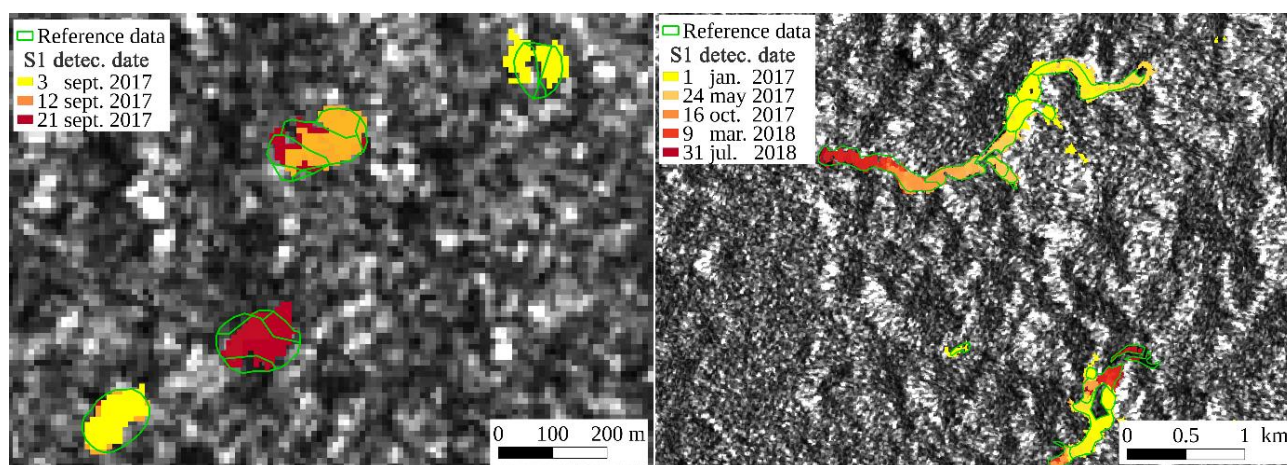 Reference data
S1 detec. date
3 sept. 2017
12 sept. 2017
21 sept. 2017
0 100 200 m
Reference data
S1 detec. date
1 jan. 2017
24 may 2017
16 oct. 2017
9 mar. 2018
31 jul. 2018
0 0.5 1 km